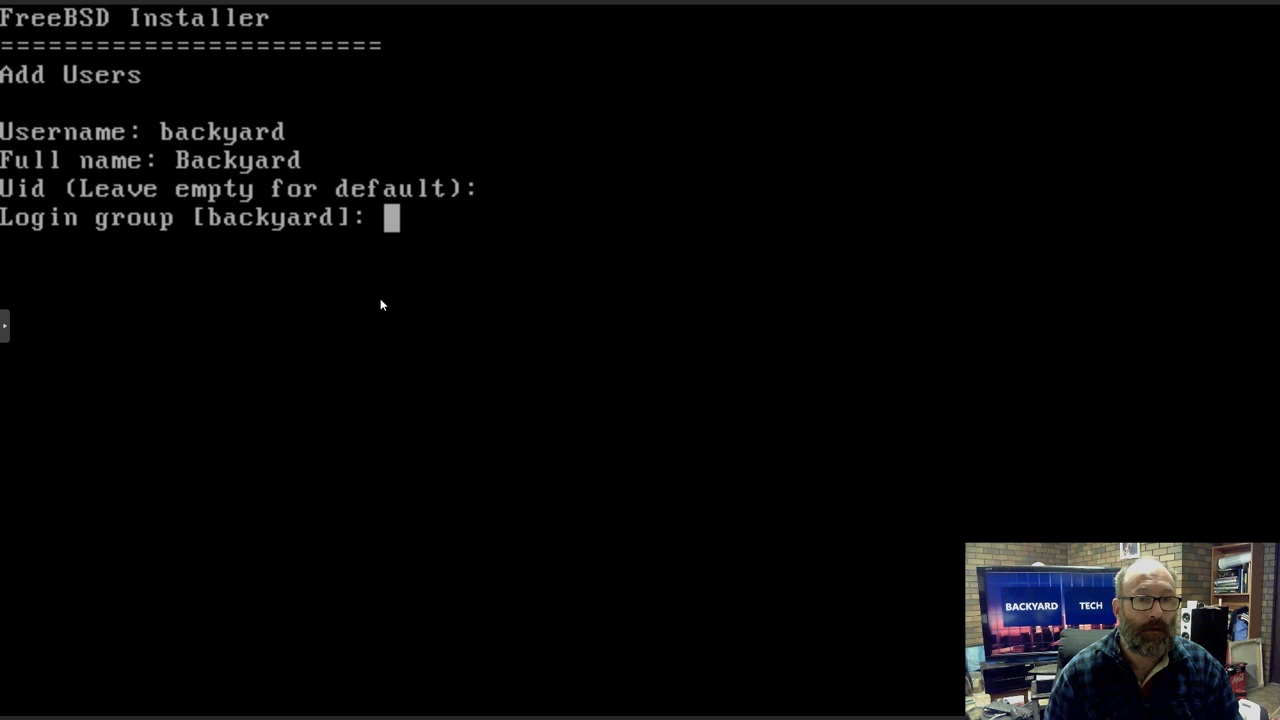 FreeBSD Installer
========================
Add Users
Username: backyard
Full name: Backyard
Uid (Leave empty for default):
Login group [backyard]:
BACKYARD TECH